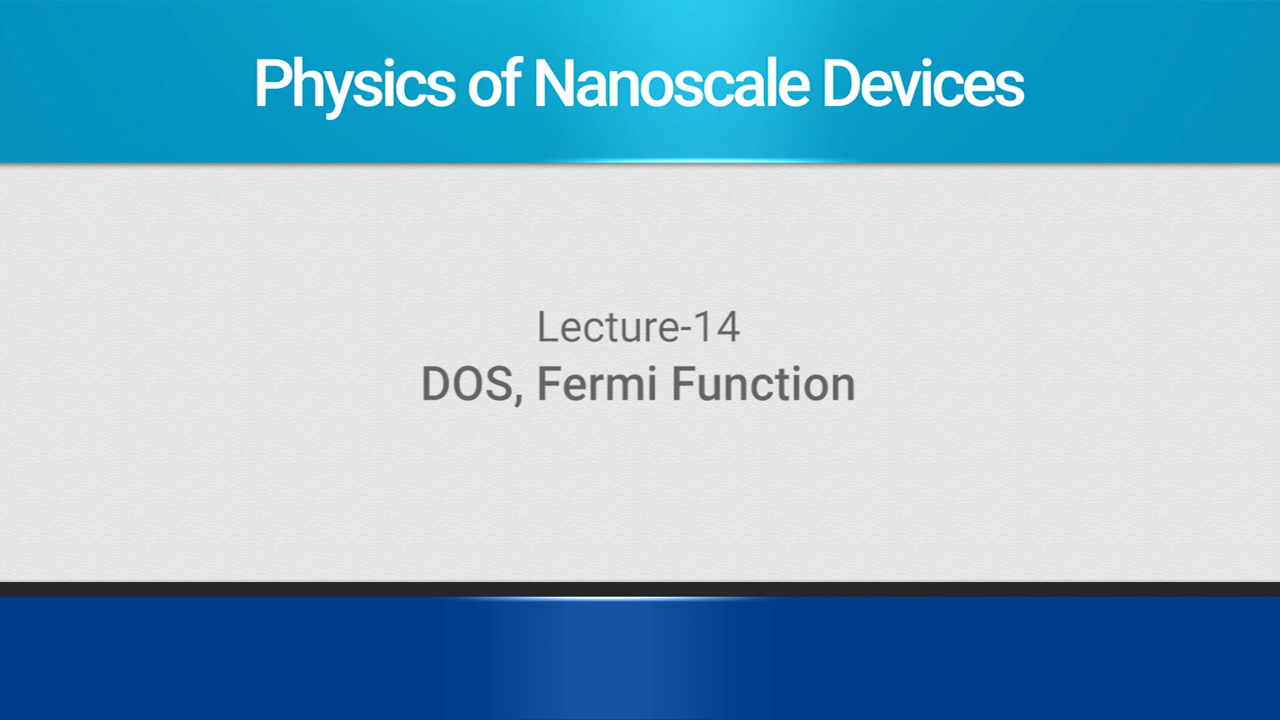 Physics of Nanoscale Devices
Lecture-14
DOS, Fermi Function